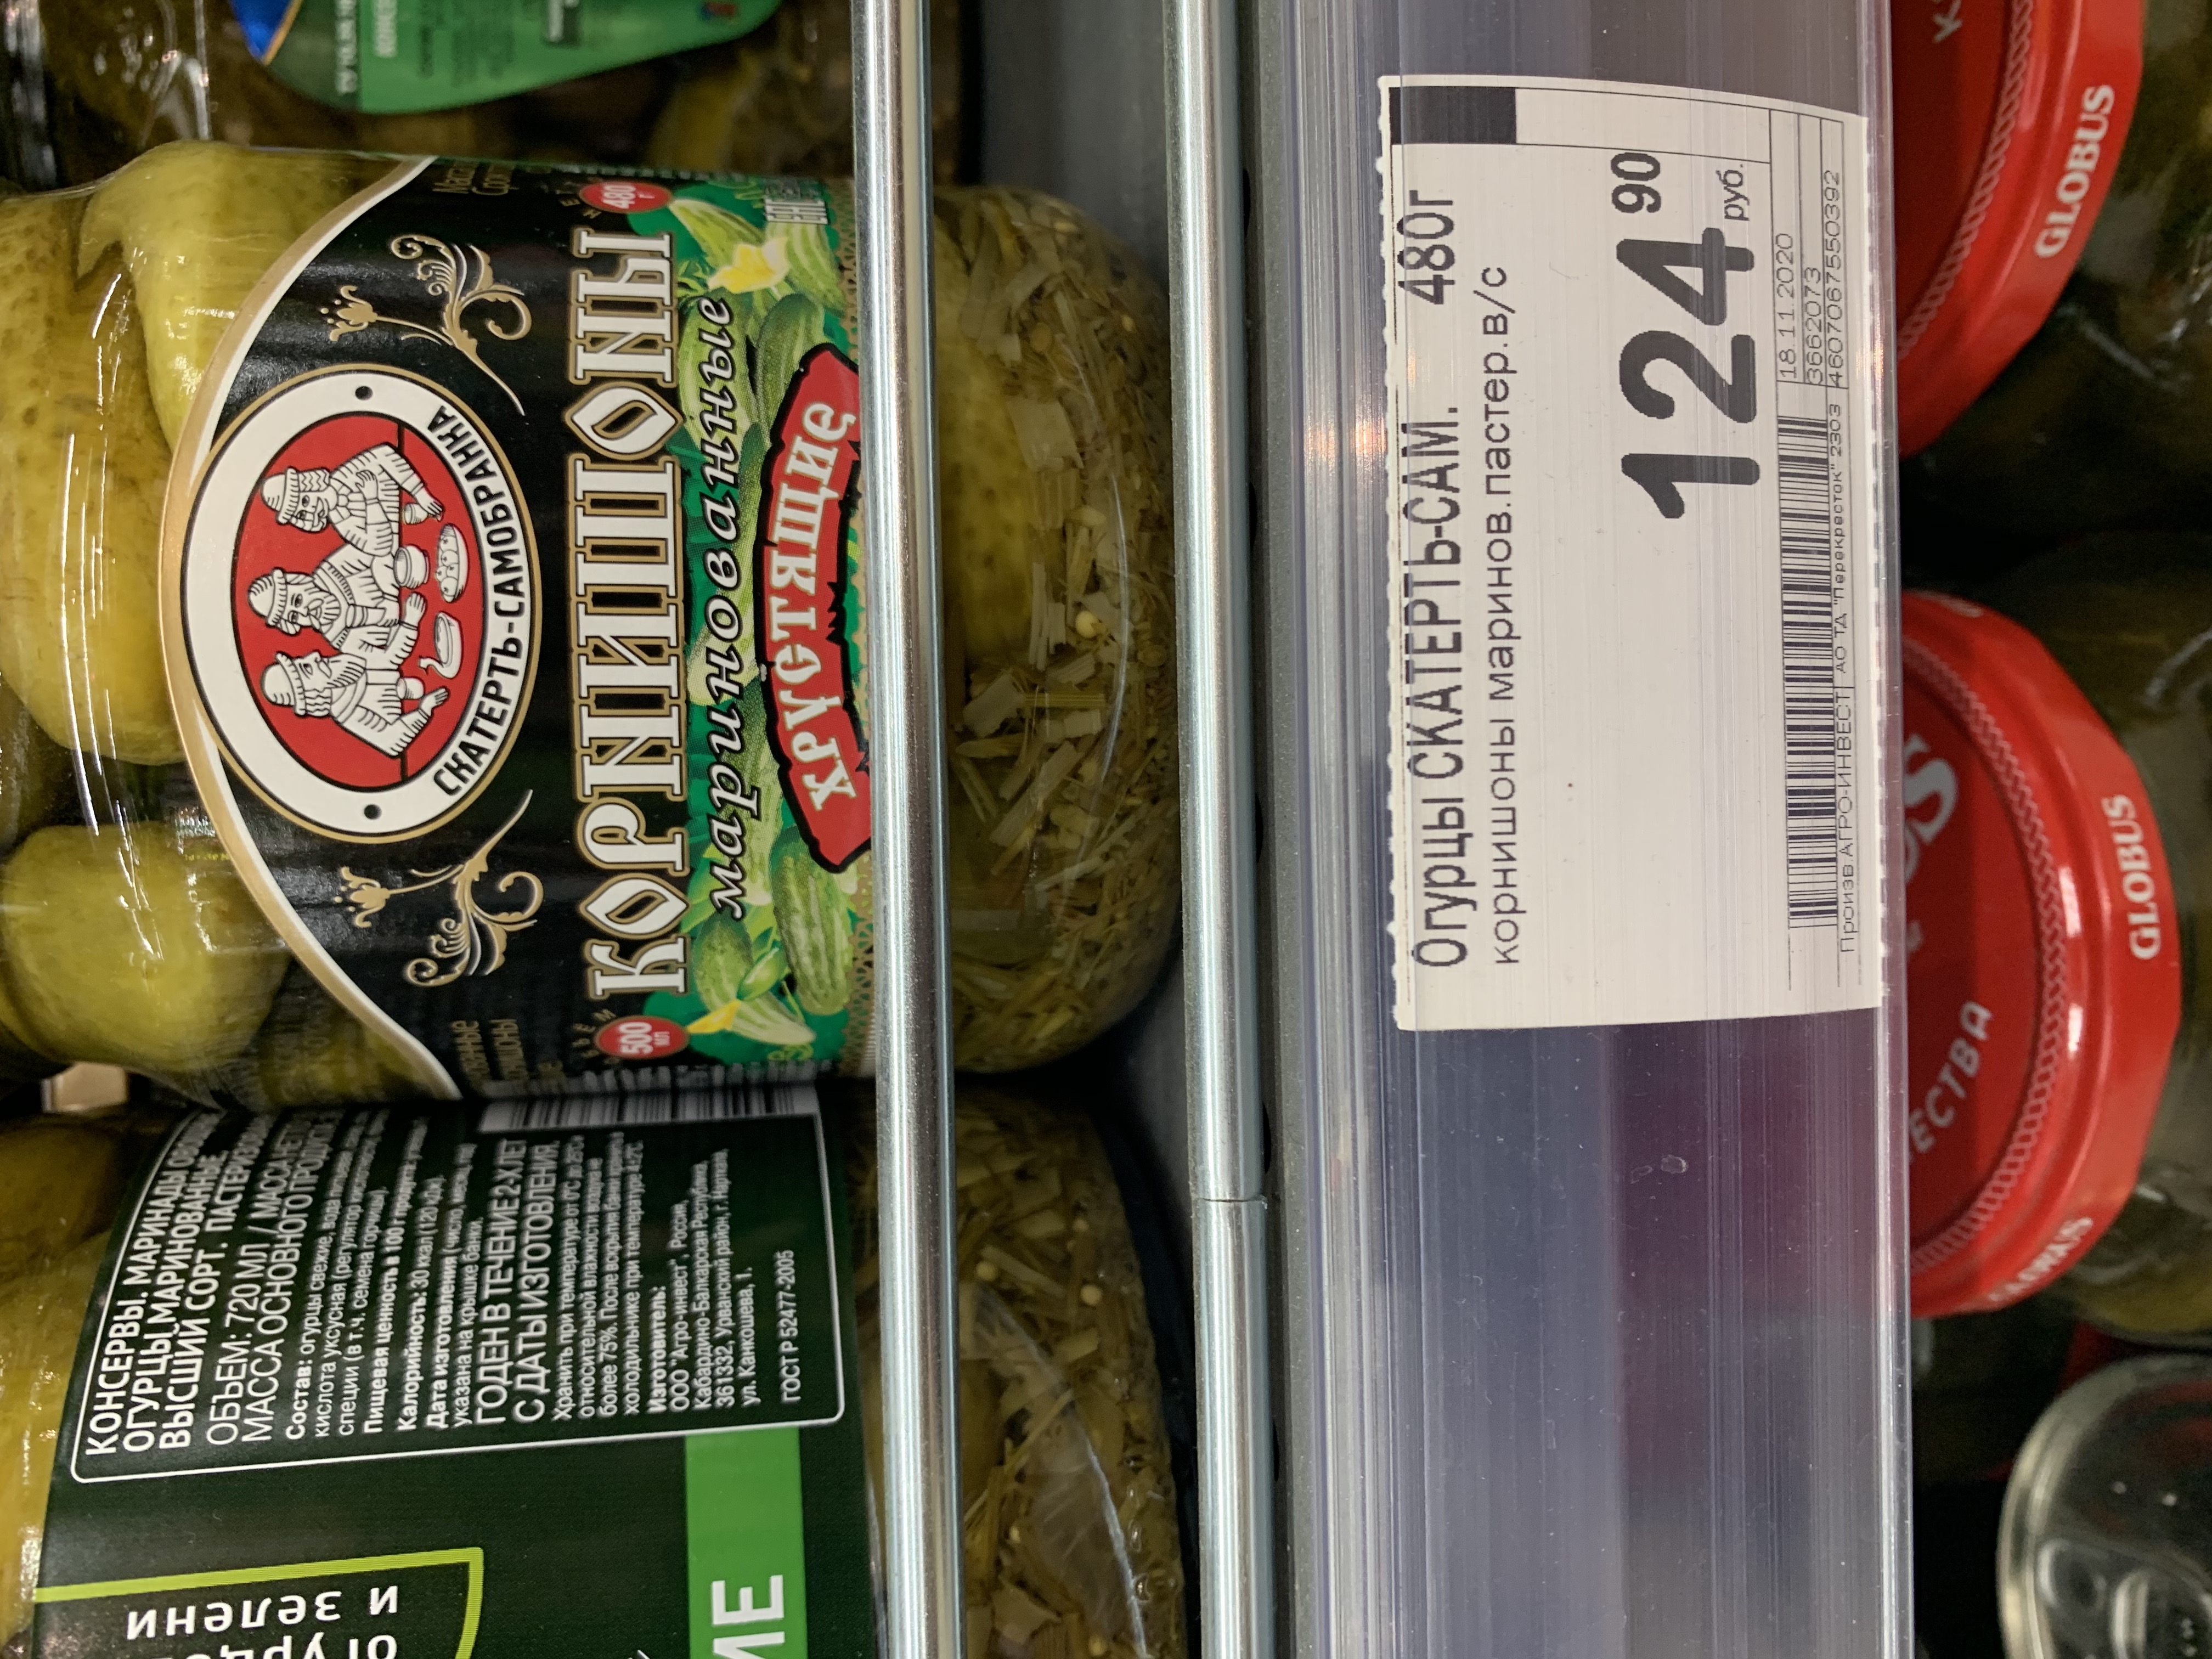 и зелени
КОНСЕРВЫ. МАРИНАДЫ
ОГУРЦЫ МАРИНОВАННЫЕ.
ВЫСШИЙ СОРТ. ПАСТЕРИЗОВ
ОБЪЕМ: 720 МЛ / МАССА НЕТТО
МАССА ОСНОВНОГО ПРОДУКТА:
Состав: огурцы свежие, вода питьевая,
кислота уксусная (регулятор кислотности,
специи (в т.ч. семена горчицы).
Пищевая ценность в 100 г продукта:
Калорийность: 30 ккал (120 кДж).
Дата изготовления (число, месяц, год)
указана на крышке банки.
ГОДЕН В ТЕЧЕНИЕ 2-Х ЛЕТ
С ДАТЫ ИЗГОТОВЛЕНИЯ.
Хранить при температуре от 0°С до 25°С и
относительной влажности воздуха не
более 75%. После вскрытия банки хранить в
холодильнике при температуре 4±2°С.
Изготовитель:
ООО "Агро-инвест", Россия,
Кабардино-Балкарская Республика,
361332, Урванский район, г. Нарткала,
ул. Канкошева, 1.
ГОСТ Р 52477-2005
ИЕ
СКАТЕРТЬ-САМОБРАНКА
КОРНИШОНЫ
500 мл
480 г
маринованные
хрустящие
ЕАС
Огурцы СКАТЕРТЬ-САМ. 480г
корнишоны маринов.пастер.в/с
124 90
руб.
18.11.2020
3662073
Произв.АГРО-ИНВЕСТ АО ТД "Перекресток" 2303 4607067550392
ЕСТВА
GLOBUS
GLOBUS
GLOBUS